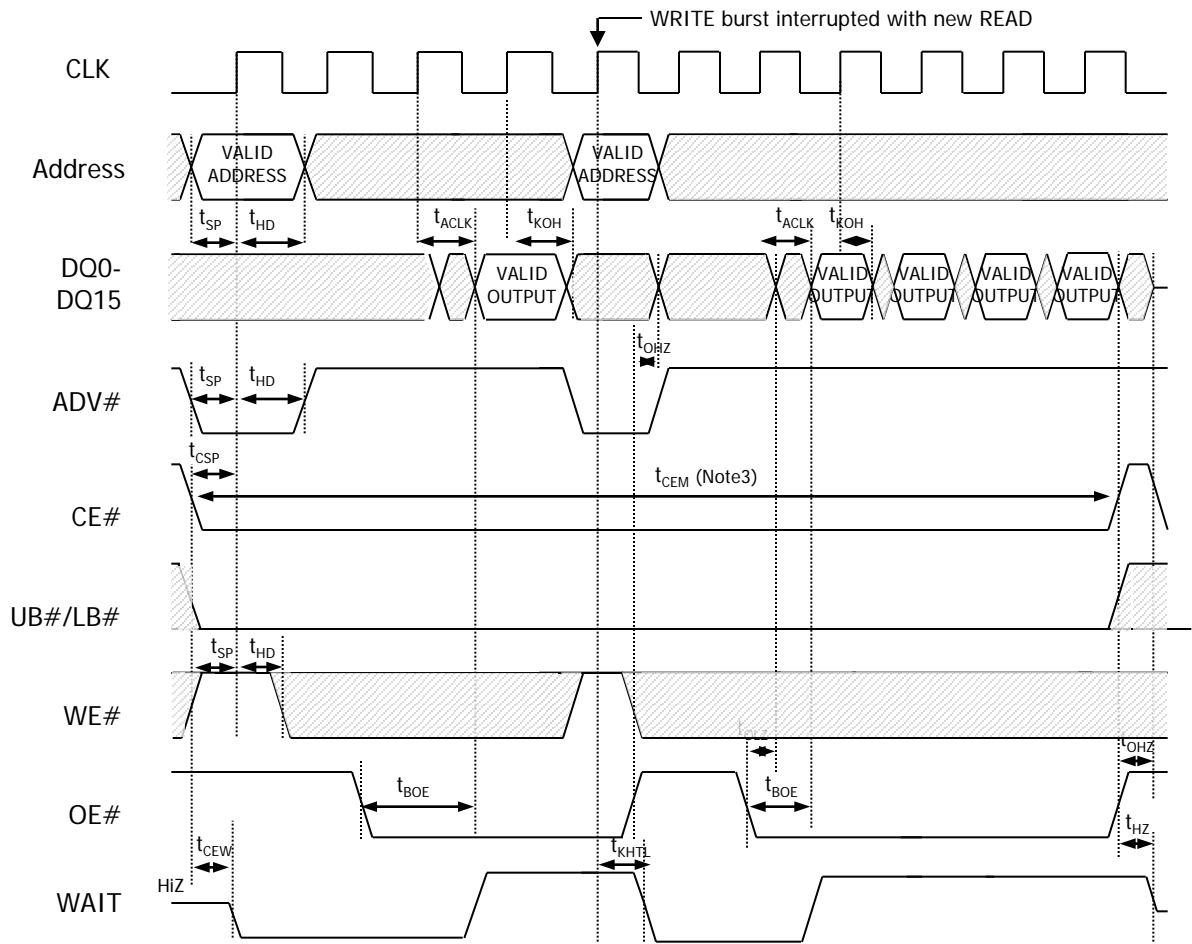 WRITE burst interrupted with new READ
CLK
Address
VALID
ADDRESS
VALID
ADDRESS
tSP
tHD
tACLK
tKOH
tACLK
tKOH
DQ0-
DQ15
VALID
OUTPUT
VALID
OUTPUT
VALID
OUTPUT
VALID
OUTPUT
VALID
OUTPUT
tOHZ
ADV#
tSP
tHD
tCSP
CE#
tCEM (Note3)
UB#/LB#
tSP
tHD
WE#
tOLZ
tOHZ
OE#
tBOE
tBOE
tCEW
tKHTL
tHZ
HiZ
WAIT